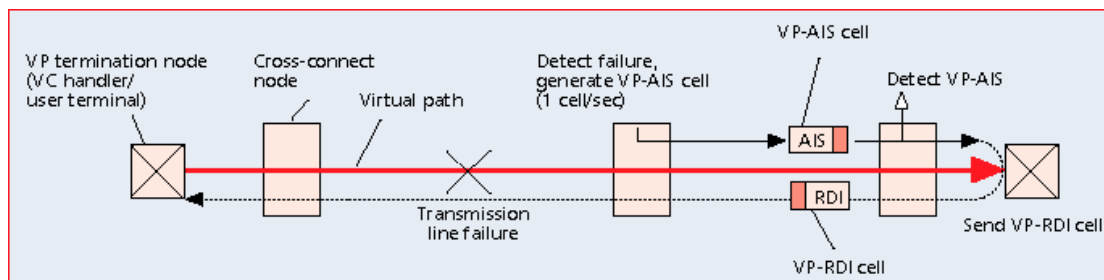 VP-AIS cell
VP termination node
(VC handler/
user terminal)
Cross-connect
node
Virtual path
Detect failure,
generate VP-AIS cell
(1 cell/sec)
Detect VP-AIS
AIS
RDI
Transmission
line failure
Send VP-RDI cell
VP-RDI cell